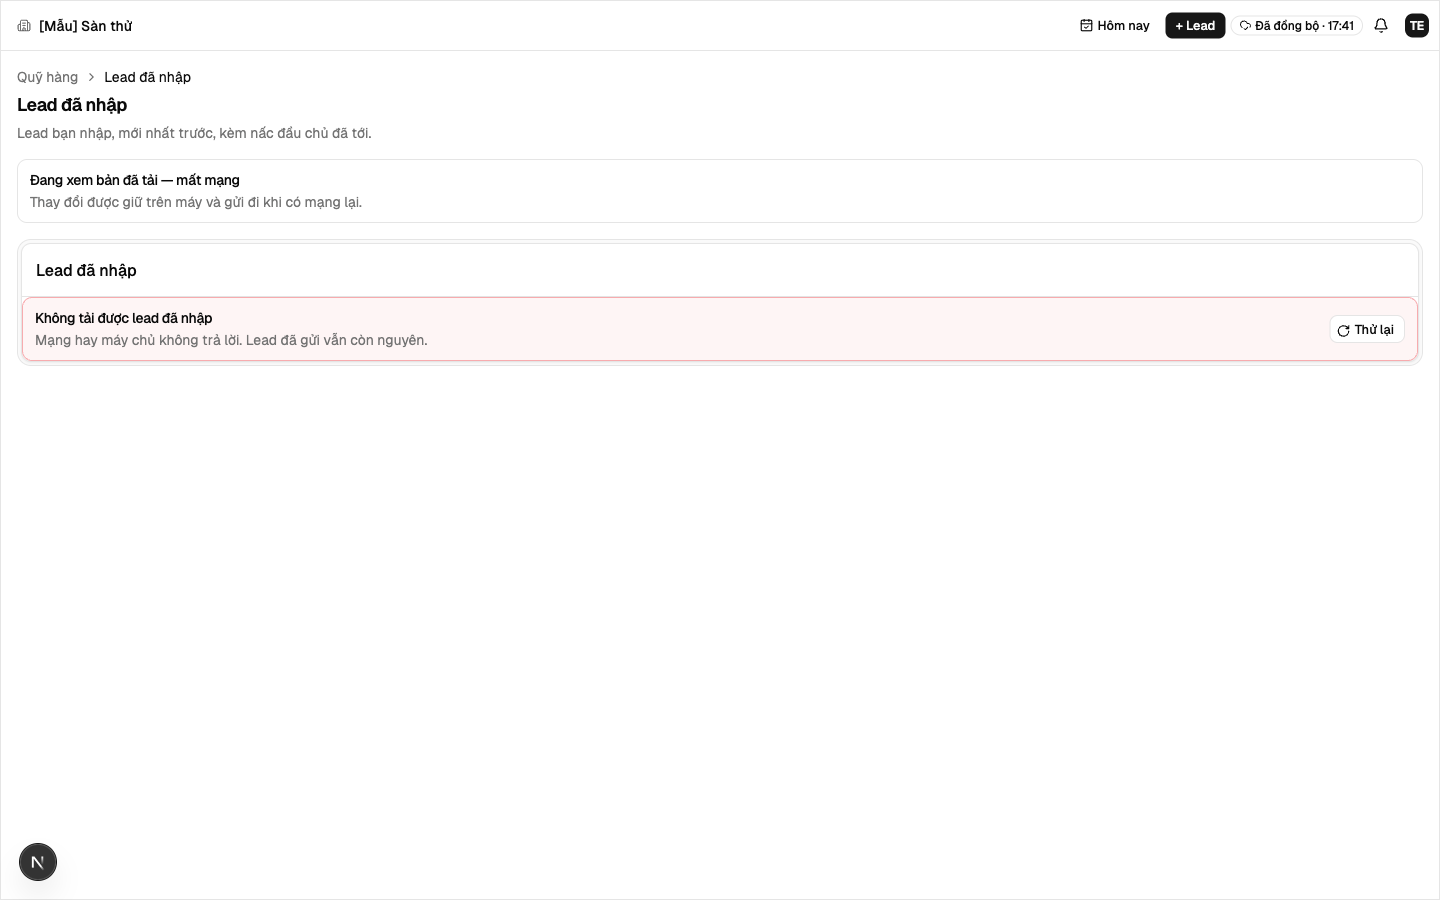 [Mẫu] Sàn thử
Hôm nay
+ Lead
Đã đồng bộ · 17:41
TE
Quỹ hàng > Lead đã nhập
Lead đã nhập
Lead bạn nhập, mới nhất trước, kèm nấc đầu chủ đã tới.
Đang xem bản đã tải — mất mạng
Thay đổi được giữ trên máy và gửi đi khi có mạng lại.
Lead đã nhập
Không tải được lead đã nhập
Mạng hay máy chủ không trả lời. Lead đã gửi vẫn còn nguyên.
Thử lại
N